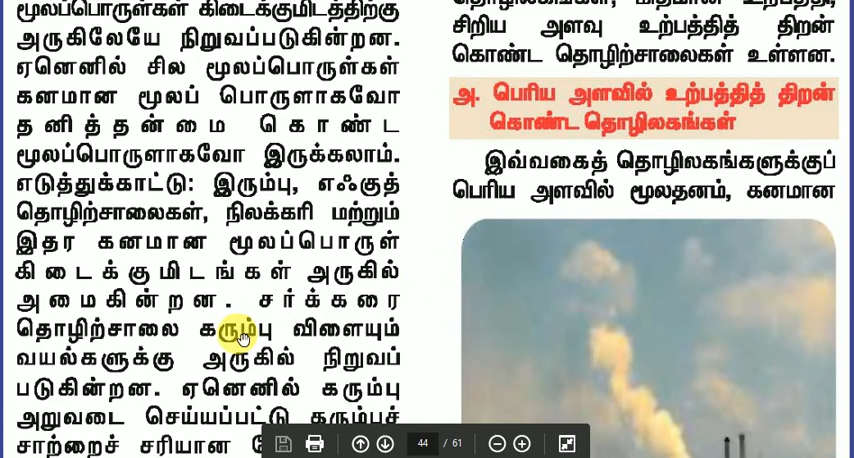 மூலப்பொருள்கள் கிடைக்குமிடத்திற்கு
அருகிலேயே நிறுவப்படுகின்றன.
ஏனெனில் சில மூலப்பொருள்கள்
கனமான மூலப் பொருளாகவோ
தனித்தன்மை கொண்ட
மூலப்பொருளாகவோ இருக்கலாம்.
எடுத்துக்காட்டு: இரும்பு, எஃகுத்
தொழிற்சாலைகள், நிலக்கரி மற்றும்
இதர கனமான மூலப்பொருள்
கிடைக்குமிடங்கள் அருகில்
அமைகின்றன. சர்க்கரை
தொழிற்சாலை கரும்பு விளையும்
வயல்களுக்கு அருகில் நிறுவப்
படுகின்றன. ஏனெனில் கரும்பு
அறுவடை செய்யப்பட்டு கரும்புச்
சாற்றைச் சரியான
சிறிய அளவு உற்பத்தித் திறன்
கொண்ட தொழிற்சாலைகள் உள்ளன.
அ. பெரிய அளவில் உற்பத்தித் திறன்
கொண்ட தொழிலகங்கள்
இவ்வகைத் தொழிலகங்களுக்குப்
பெரிய அளவில் மூலதனம், கனமான
44 / 61